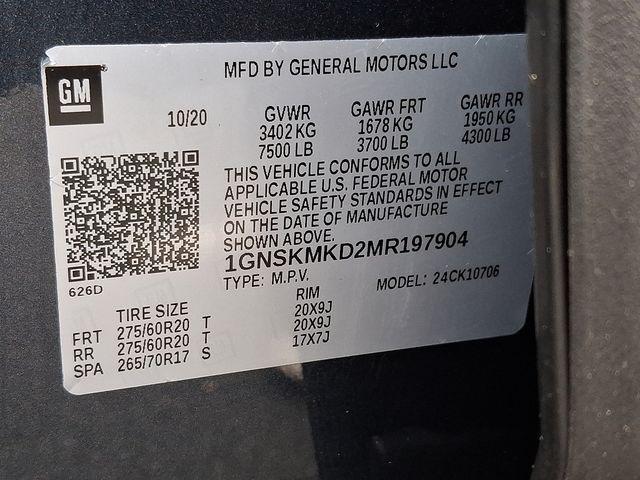 GM
MFD BY GENERAL MOTORS LLC
10/20
GVWR GAWR FRT GAWR RR
3402 KG 1678 KG 1950 KG
7500 LB 3700 LB 4300 LB
THIS VEHICLE CONFORMS TO ALL
APPLICABLE U.S. FEDERAL MOTOR
VEHICLE SAFETY STANDARDS IN EFFECT
ON THE DATE OF MANUFACTURE
SHOWN ABOVE.
1GNSKMKD2MR197904
TYPE: M.P.V. MODEL: 24CK10706
626D
TIRE SIZE RIM
FRT 275/60R20 T 20X9J
RR 275/60R20 T 20X9J
SPA 265/70R17 S 17X7J